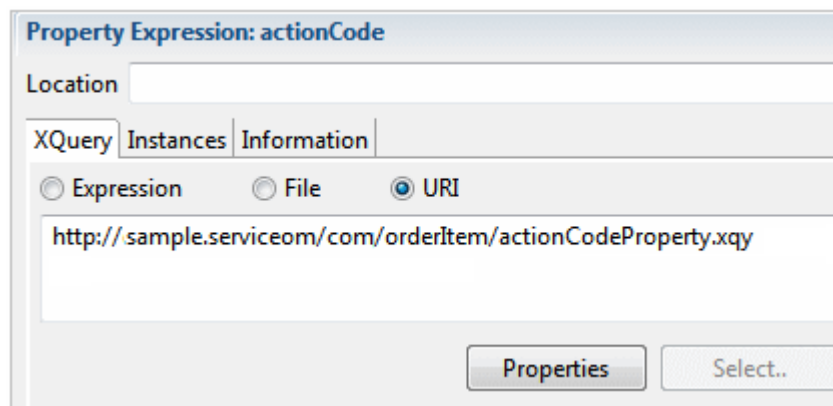 Property Expression: actionCode
Location
XQuery Instances Information
Expression File URI
http://sample.serviceom/com/orderItem/actionCodeProperty.xqy
Properties Select..